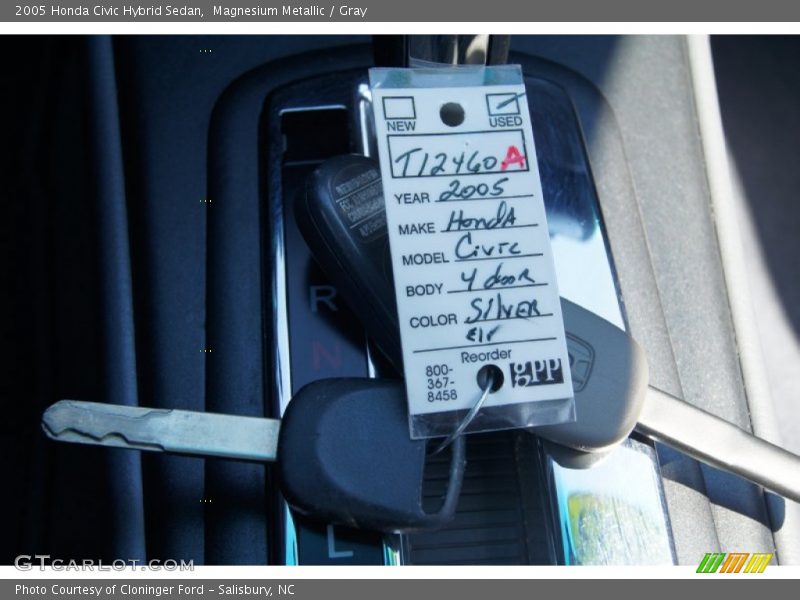 2005 Honda Civic Hybrid Sedan,  Magnesium Metallic / Gray
NEW USED
T12460A
YEAR 2005
MAKE Honda
MODEL Civic
BODY 4 door
COLOR Silver
Reorder
800-
367-
8458
gpp
R
N
L
GTcarlot.com
Photo Courtesy of Cloninger Ford - Salisbury, NC